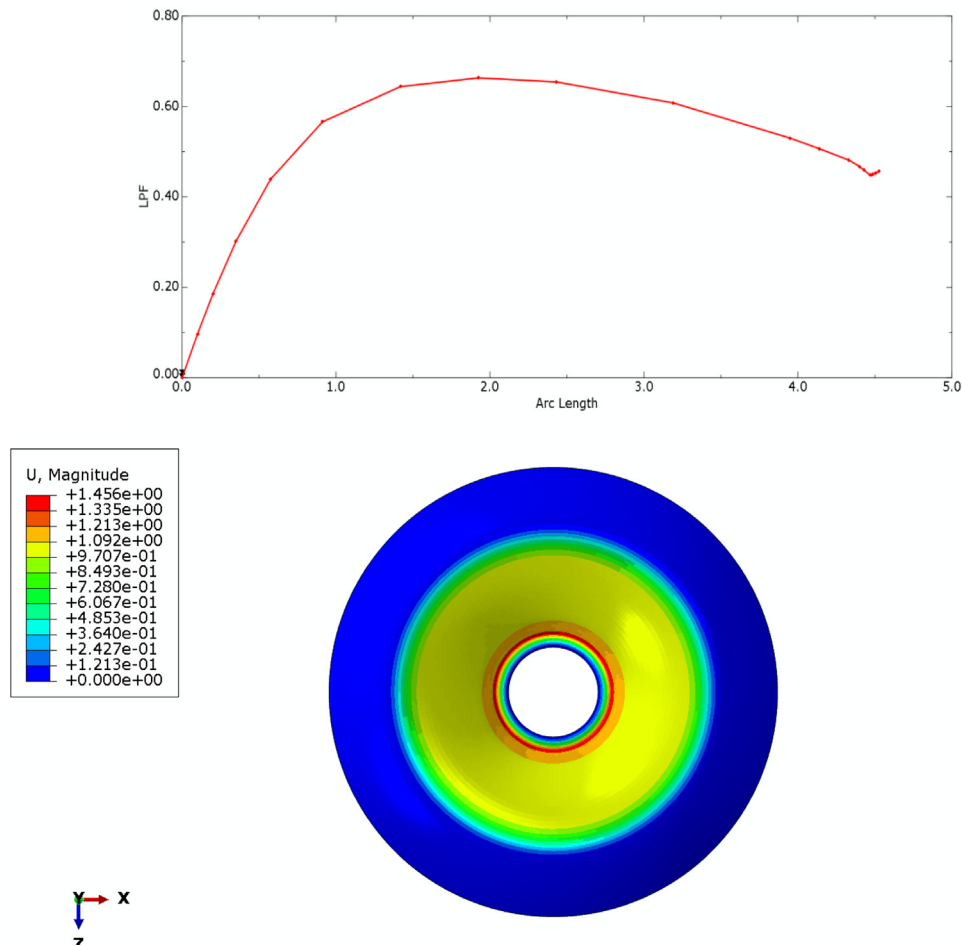 0.80
0.60
0.40
0.20
0.00
LPF
0.0 1.0 2.0 3.0 4.0 5.0
Arc Length
U, Magnitude
+1.456e+00
+1.335e+00
+1.213e+00
+1.092e+00
+9.707e-01
+8.493e-01
+7.280e-01
+6.067e-01
+4.853e-01
+3.640e-01
+2.427e-01
+1.213e-01
+0.000e+00
Y X
Z